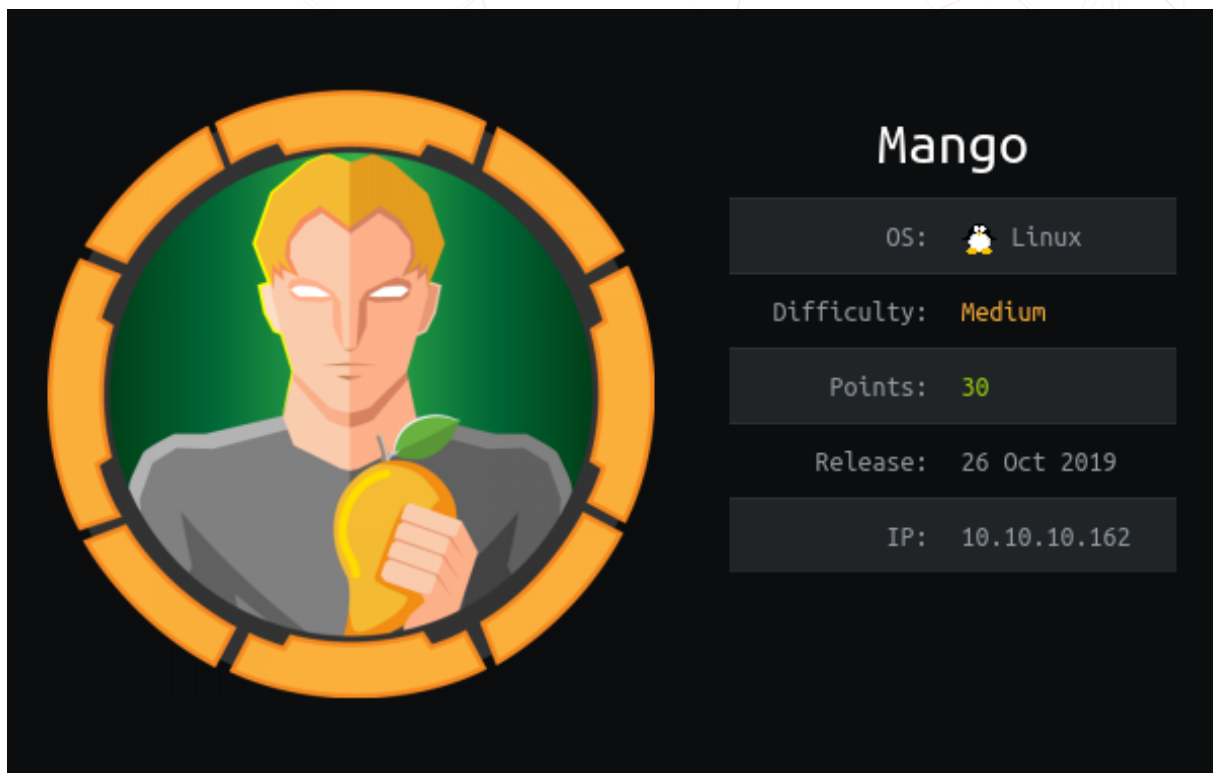 Mango
OS: Linux
Difficulty: Medium
Points: 30
Release: 26 Oct 2019
IP: 10.10.10.162